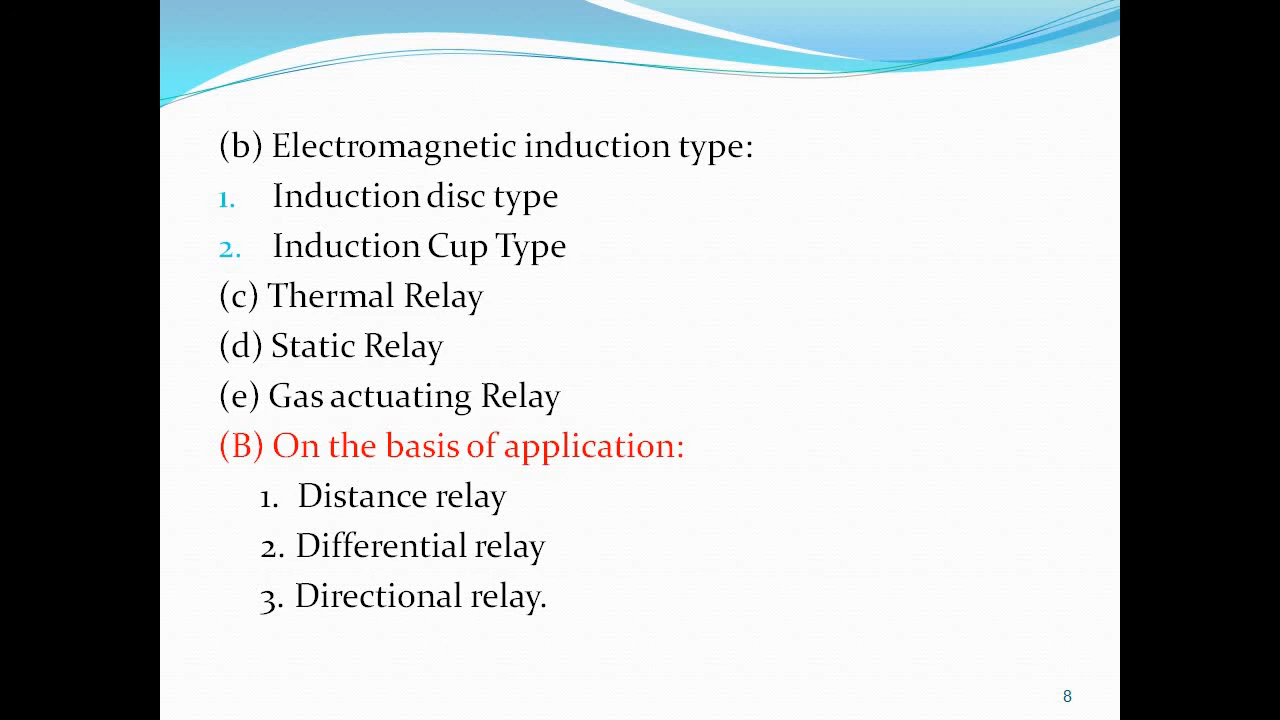 (b) Electromagnetic induction type:
1. Induction disc type
2. Induction Cup Type
(c) Thermal Relay
(d) Static Relay
(e) Gas actuating Relay
(B) On the basis of application:
1. Distance relay
2. Differential relay
3. Directional relay.
8